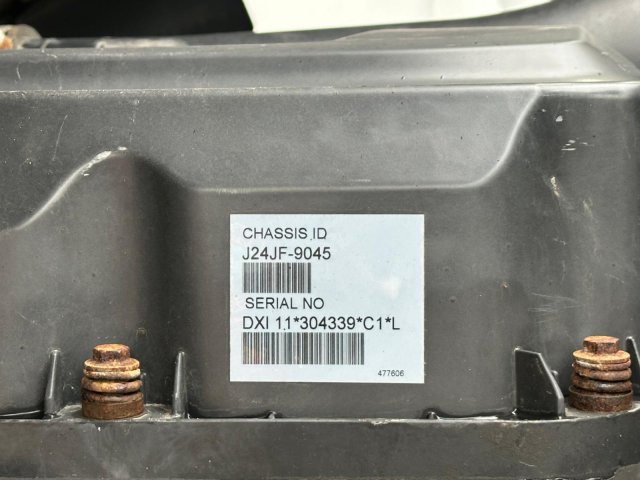 CHASSIS ID
J24JF-9045
SERIAL NO
DXI 11*304339*C1*L
477606